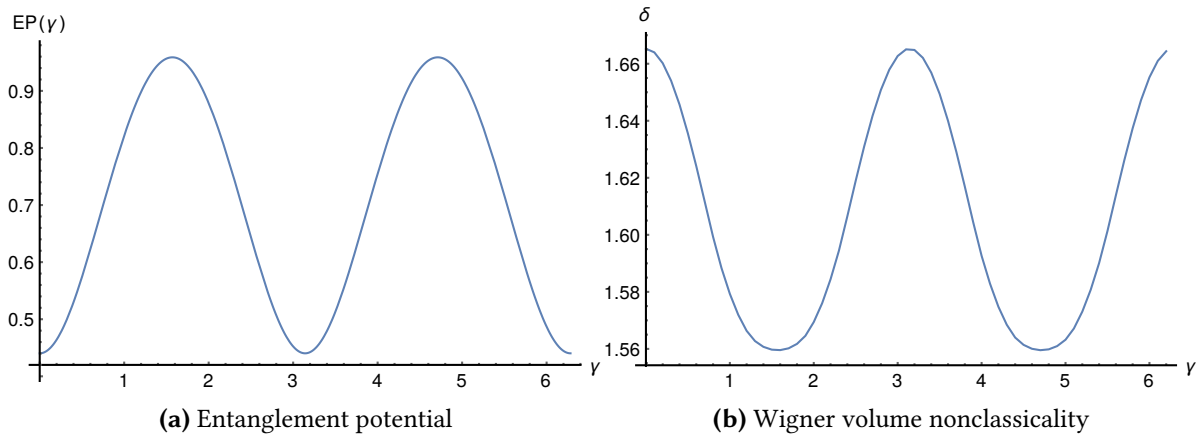 EP(γ)
0.9
0.8
0.7
0.6
0.5
1 2 3 4 5 6 γ
(a) Entanglement potential
δ
1.66
1.64
1.62
1.60
1.58
1.56
1 2 3 4 5 6 γ
(b) Wigner volume nonclassicality